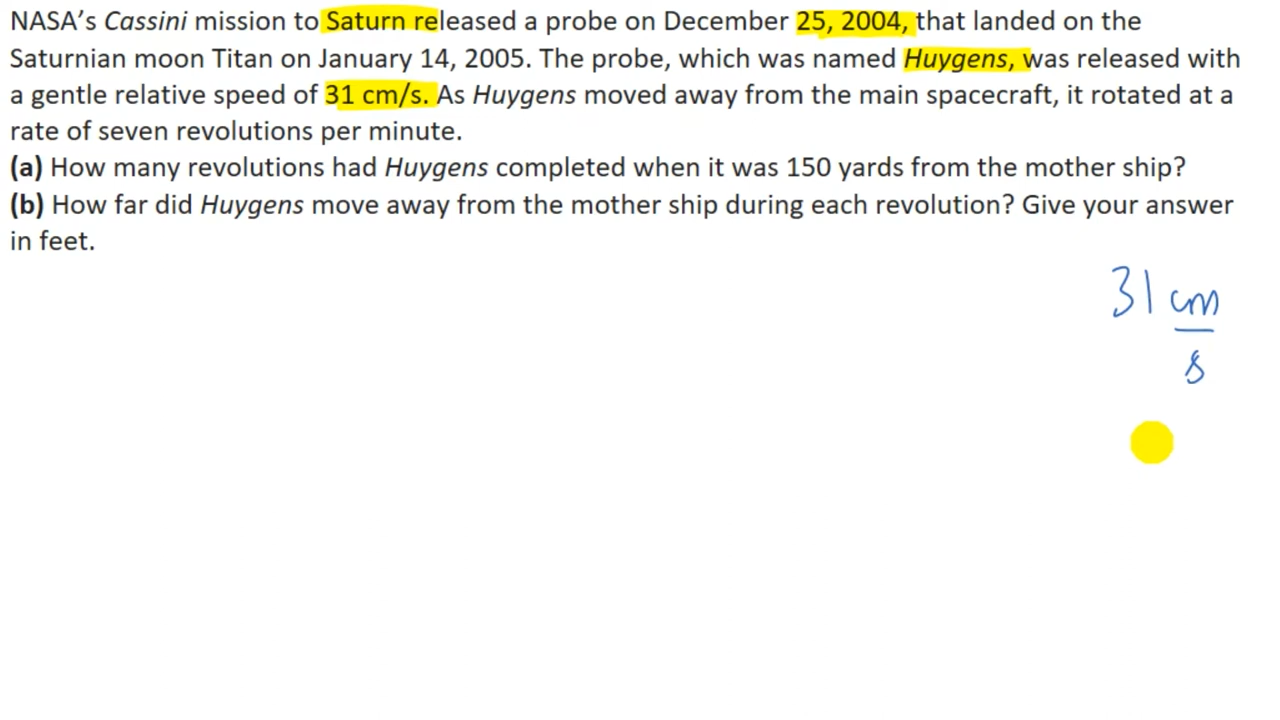 NASA’s Cassini mission to Saturn released a probe on December 25, 2004, that landed on the
Saturnian moon Titan on January 14, 2005. The probe, which was named Huygens, was released with
a gentle relative speed of 31 cm/s. As Huygens moved away from the main spacecraft, it rotated at a
rate of seven revolutions per minute.
(a) How many revolutions had Huygens completed when it was 150 yards from the mother ship?
(b) How far did Huygens move away from the mother ship during each revolution? Give your answer
in feet.
31 cm
s